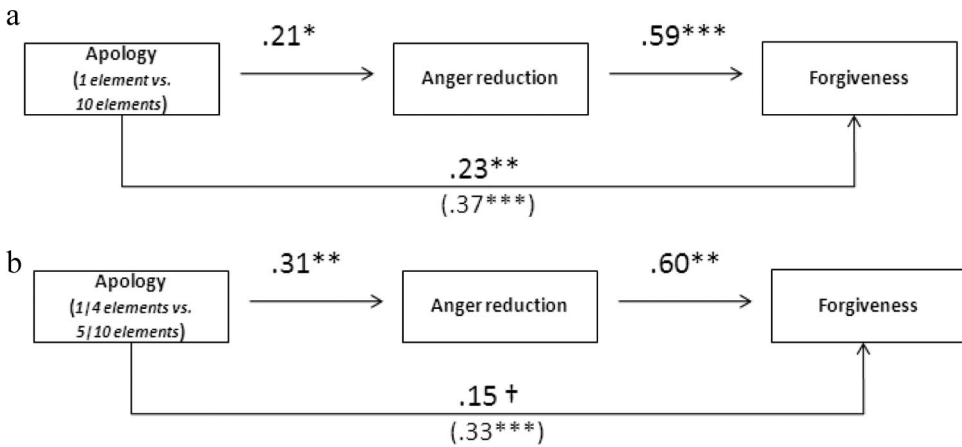 a
.21*
.59***
Apology
(1 element vs.
10 elements)
Anger reduction
Forgiveness
.23**
(.37***)
b
.31**
.60**
Apology
(1/4 elements vs.
5/10 elements)
Anger reduction
Forgiveness
.15 †
(.33***)